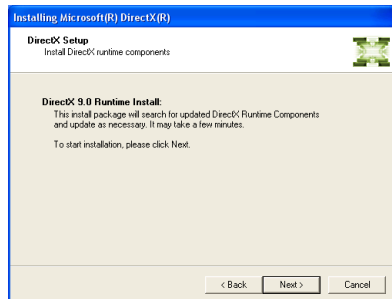 Installing Microsoft(R) DirectX(R)
DirectX Setup
Install DirectX runtime components
DirectX 9.0 Runtime Install:
This install package will search for updated DirectX Runtime Components
and update as necessary. It may take a few minutes.
To start installation, please click Next.
< Back Next > Cancel